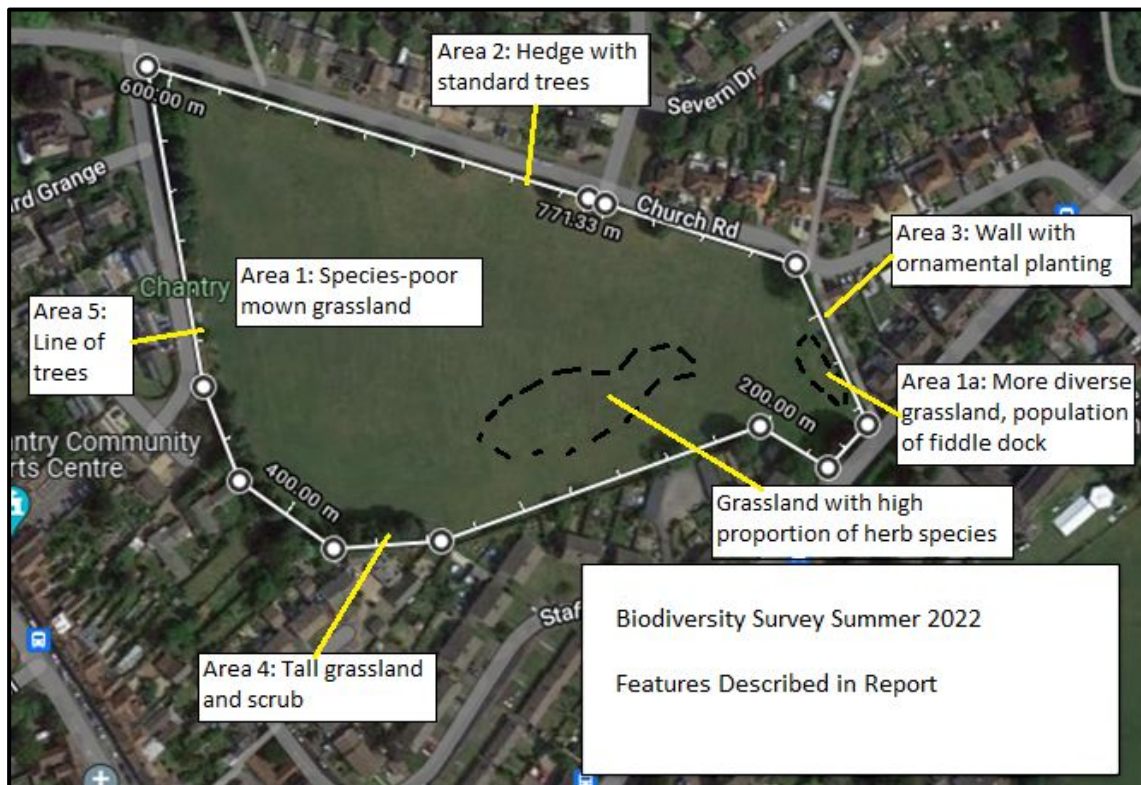 Area 2: Hedge with
standard trees
Severn Dr
600.00 m
ard Grange
771.33 m
Church Rd
Area 3: Wall with
ornamental planting
Chantry
Area 1: Species-poor
mown grassland
Area 5:
Line of
trees
Area 1a: More diverse
grassland, population
of fiddle dock
200.00 m
antry Community
rts Centre
400.00 m
Grassland with high
proportion of herb species
Staf
Area 4: Tall grassland
and scrub
Biodiversity Survey Summer 2022
Features Described in Report